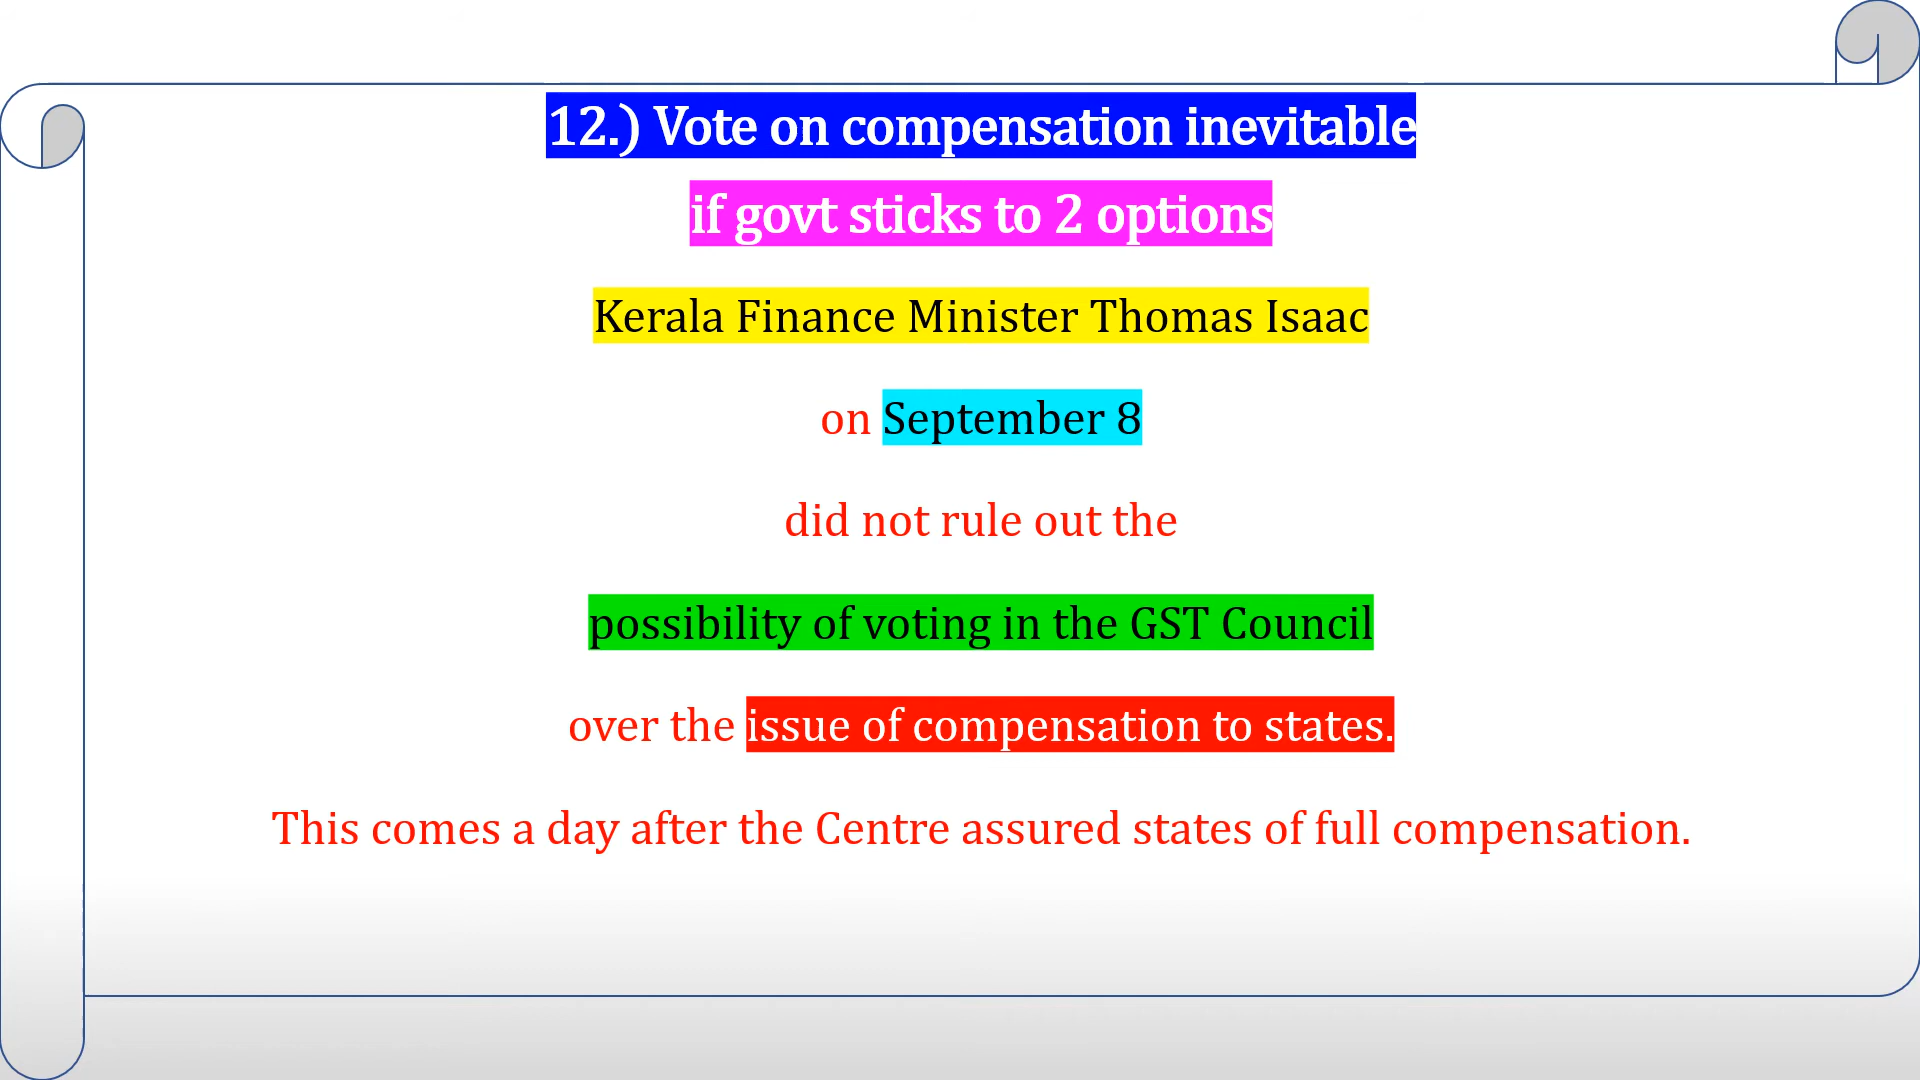 12.) Vote on compensation inevitable
if govt sticks to 2 options
Kerala Finance Minister Thomas Isaac
on September 8
did not rule out the
possibility of voting in the GST Council
over the issue of compensation to states.
This comes a day after the Centre assured states of full compensation.